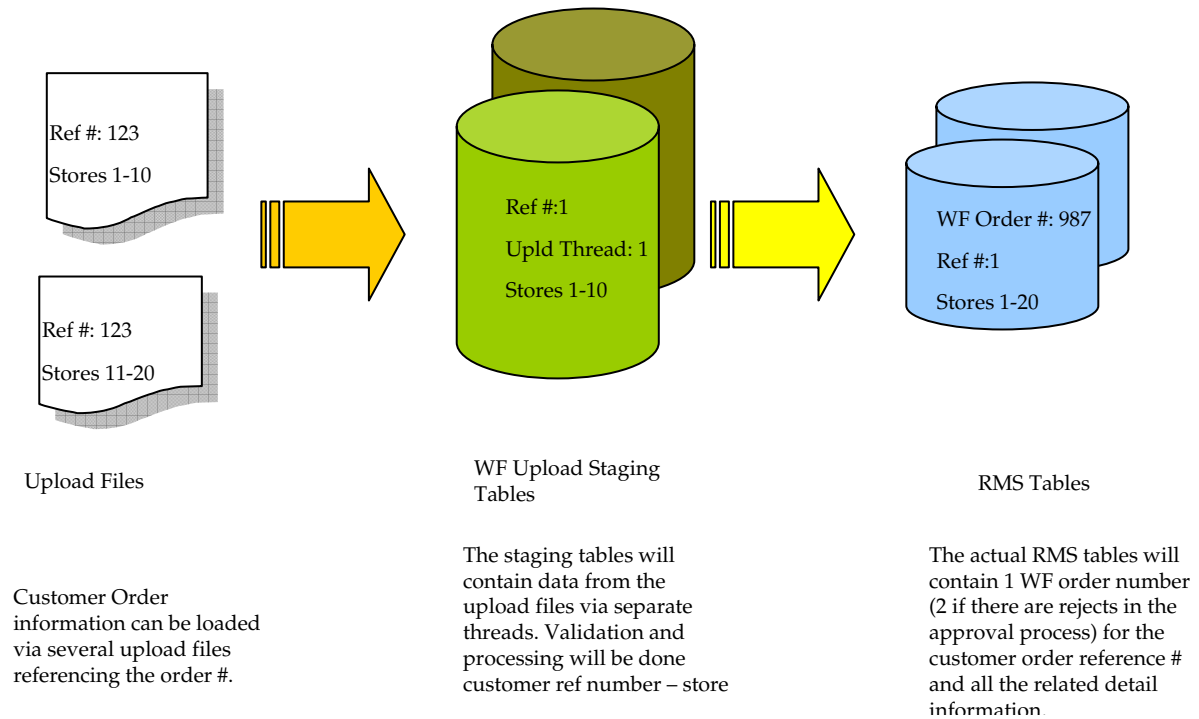 Ref #: 123
Stores 1-10
Ref #: 123
Stores 11-20
Upload Files
Customer Order
information can be loaded
via several upload files
referencing the order #.
Ref #:1
Upld Thread: 1
Stores 1-10
WF Upload Staging
Tables
The staging tables will
contain data from the
upload files via separate
threads. Validation and
processing will be done
customer ref number – store
WF Order #: 987
Ref #:1
Stores 1-20
RMS Tables
The actual RMS tables will
contain 1 WF order number
(2 if there are rejects in the
approval process) for the
customer order reference #
and all the related detail
information.